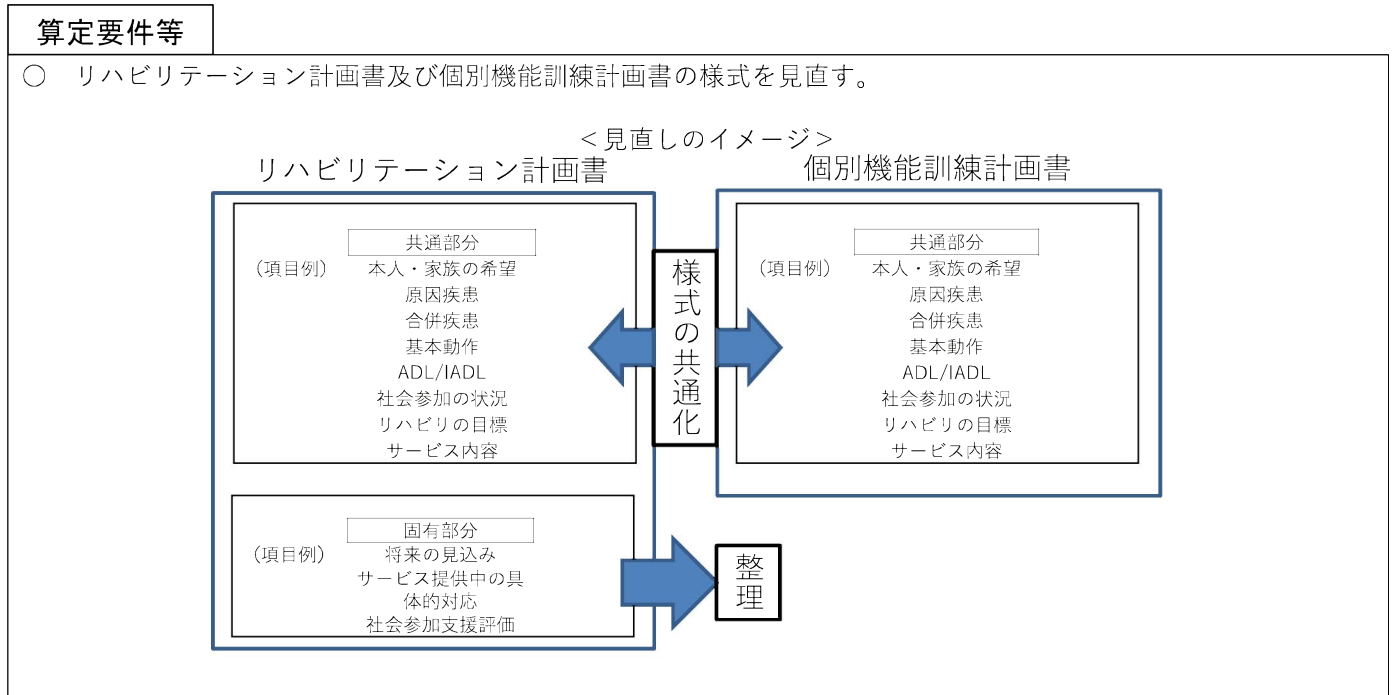 算定要件等
○ リハビリテーション計画書及び個別機能訓練計画書の様式を見直す。
＜見直しのイメージ＞
リハビリテーション計画書
共通部分
（項目例） 本人・家族の希望
原因疾患
合併疾患
基本動作
ADL/IADL
社会参加の状況
リハビリの目標
サービス内容
様式の共通化
個別機能訓練計画書
共通部分
（項目例） 本人・家族の希望
原因疾患
合併疾患
基本動作
ADL/IADL
社会参加の状況
リハビリの目標
サービス内容
固有部分
（項目例） 将来の見込み
サービス提供中の具
体的対応
社会参加支援評価
整理